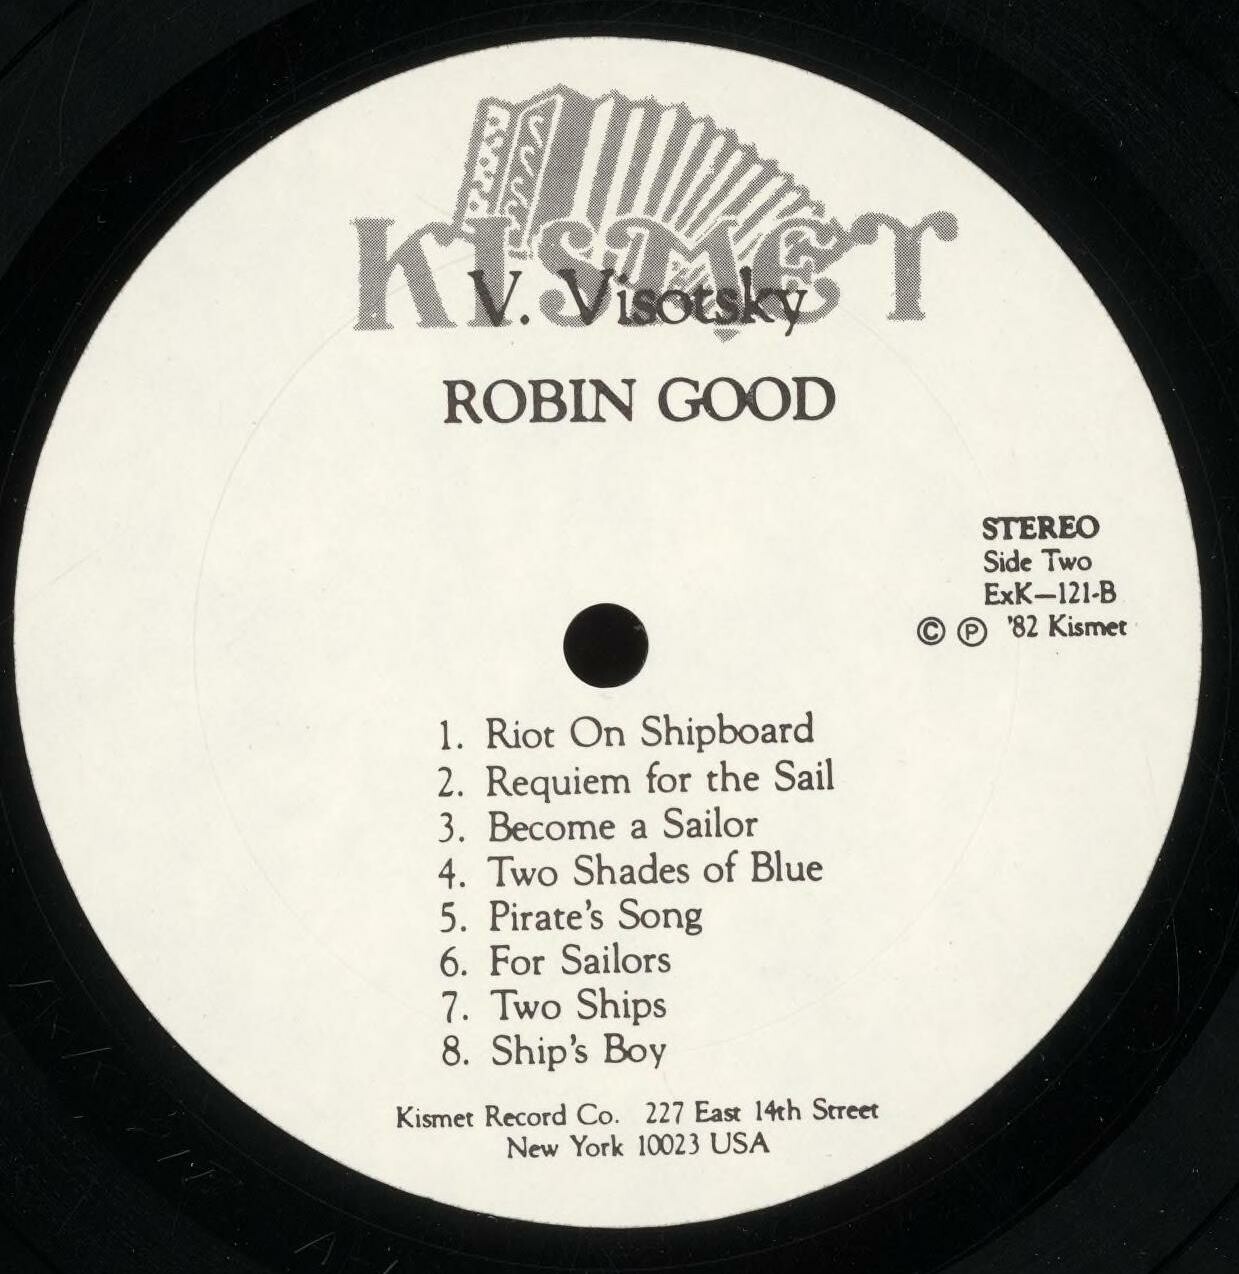 KISMET
V. Visotsky
ROBIN GOOD
STEREO
Side Two
ExK—121-B
© ℗ '82 Kismet
1. Riot On Shipboard
2. Requiem for the Sail
3. Become a Sailor
4. Two Shades of Blue
5. Pirate's Song
6. For Sailors
7. Two Ships
8. Ship's Boy
Kismet Record Co. 227 East 14th Street
New York 10023 USA